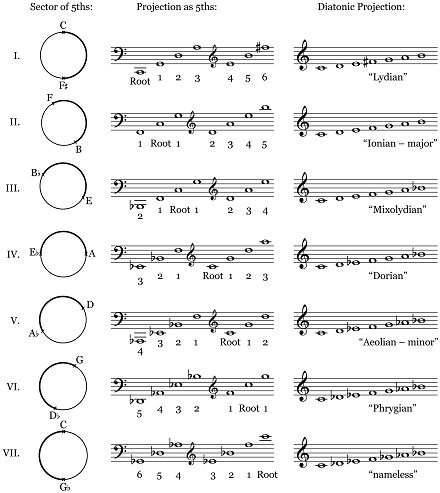 Sector of 5ths: Projection as 5ths: Diatonic Projection:
C
I.
F♯
Root 1 2 3 4 5 6 “Lydian”
F
II.
B
1 Root 1 2 3 4 5 “Ionian – major”
B♭
III.
E
2 1 Root 1 2 3 4 “Mixolydian”
IV. E♭ A
3 2 1 Root 1 2 3 “Dorian”
D
V.
A♭
4 3 2 1 Root 1 2 “Aeolian – minor”
G
VI.
D♭
5 4 3 2 1 Root 1 “Phrygian”
C
VII.
G♭
6 5 4 3 2 1 Root “nameless”